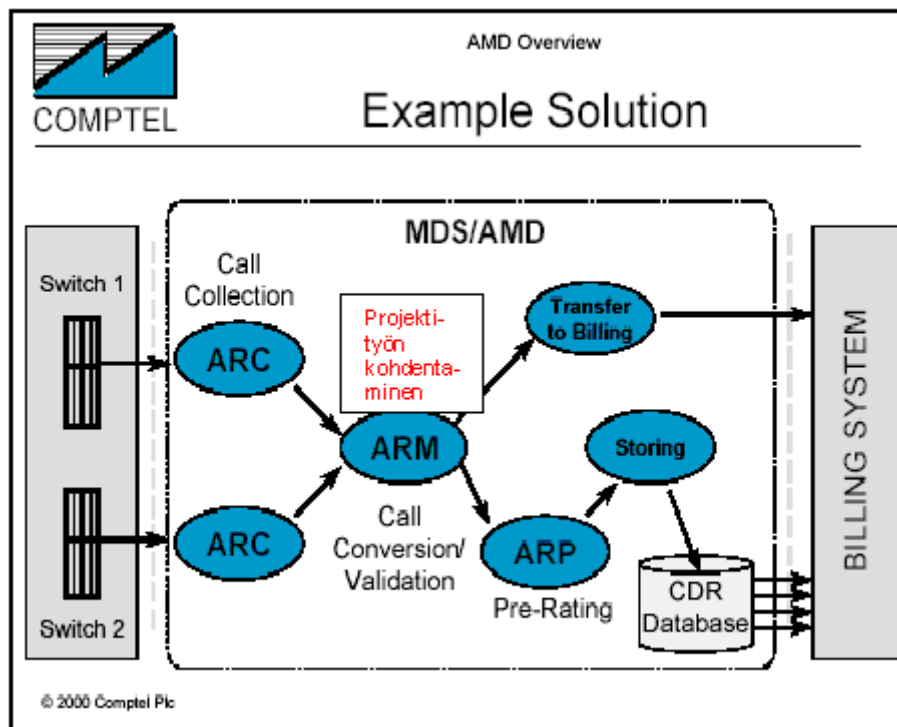 AMD Overview
COMPTEL
Example Solution
MDS/AMD
Switch 1
Call
Collection
ARC
Projekti-
työn
kohdenta-
minen
Transfer
to Billing
ARM
Storing
ARC
Call
Conversion/
Validation
ARP
Pre-Rating
CDR
Database
Switch 2
BILLING SYSTEM
© 2000 Comptel Plc